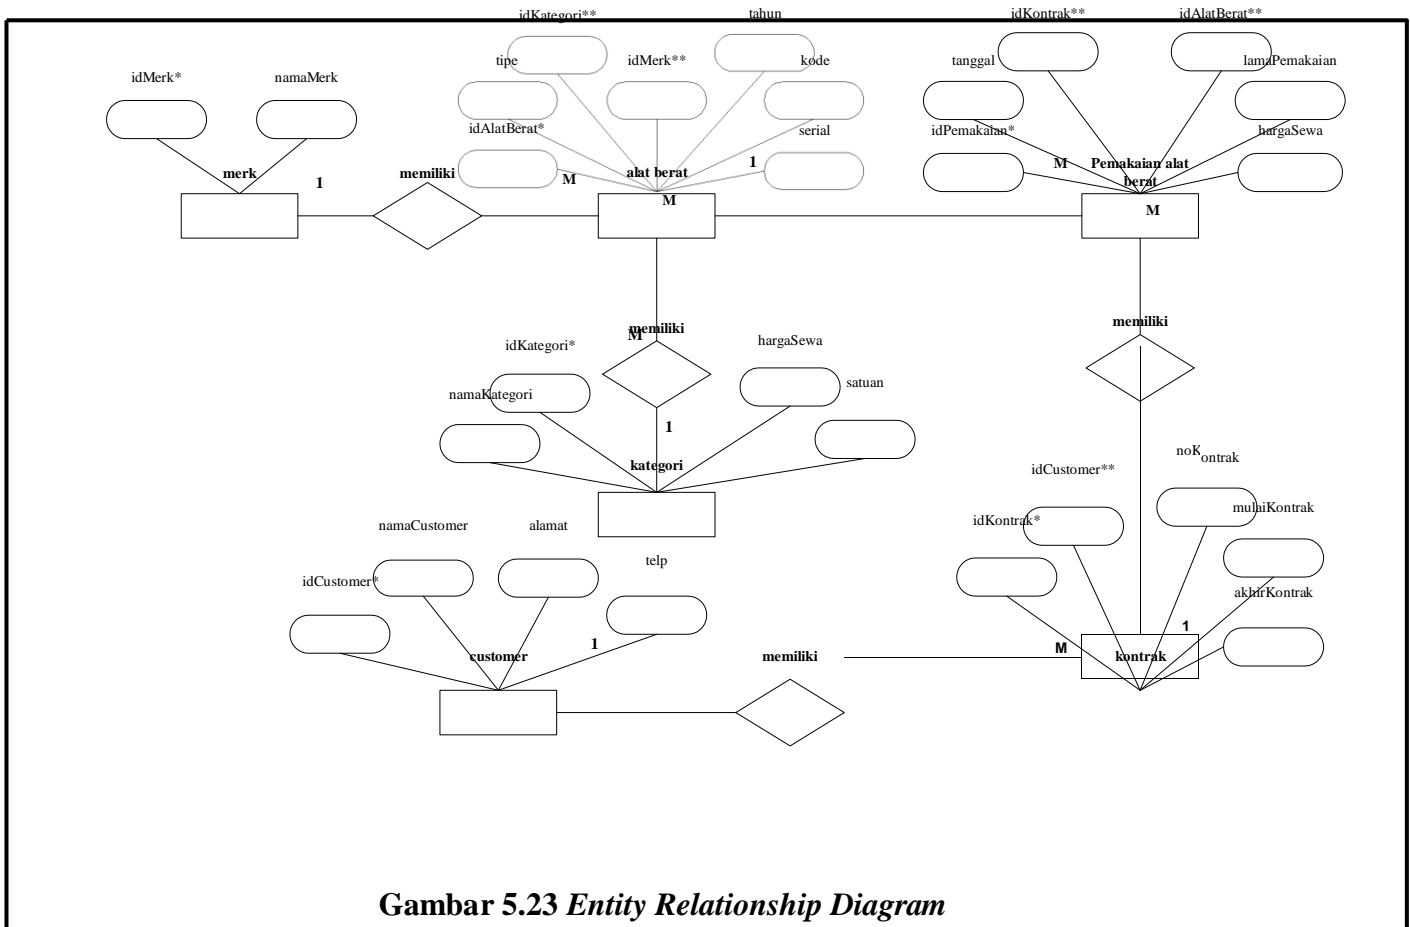 idKategori**
tahun
idKontrak**
idAlatBerat**
tipe
idMerk**
kode
tanggal
lamaPemakaian
idMerk*
namaMerk
idAlatBerat*
serial
idPemakaian*
hargaSewa
merk
1
memiliki
M
alat berat
1
M
M
Pemakaian alat
berat
M
memiliki
M
memiliki
idKategori*
hargaSewa
namaKategori
satuan
1
kategori
idCustomer**
noKontrak
idKontrak*
mulaiKontrak
namaCustomer
alamat
telp
idCustomer*
akhirKontrak
1
customer
memiliki
M
kontrak
1
Gambar 5.23 Entity Relationship Diagram